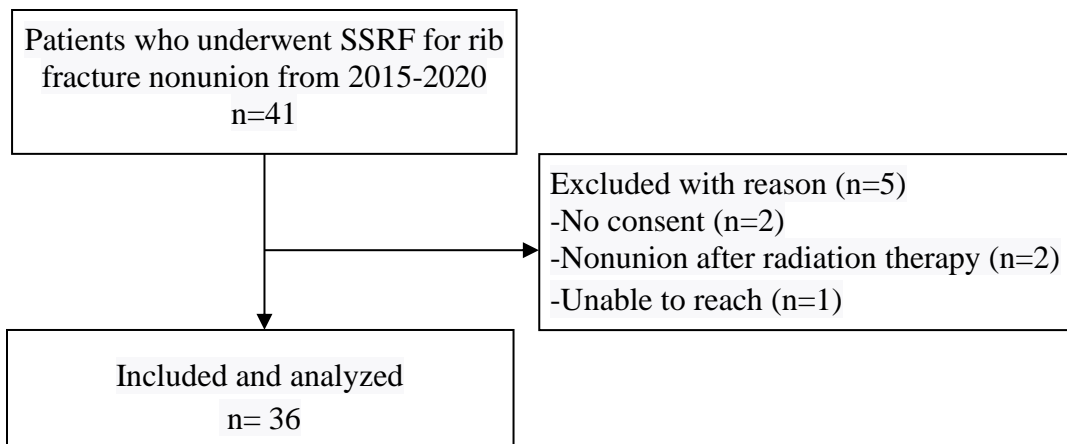 Patients who underwent SSRF for rib
fracture nonunion from 2015-2020
n=41
Excluded with reason (n=5)
-No consent (n=2)
-Nonunion after radiation therapy (n=2)
-Unable to reach (n=1)
Included and analyzed
n= 36